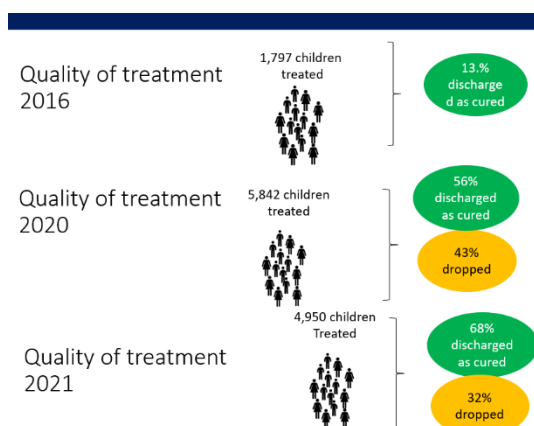 Quality of treatment
2016
1,797 children
treated
13.%
discharge
d as cured
Quality of treatment
2020
5,842 children
treated
56%
discharged
as cured
43%
dropped
Quality of treatment
2021
4,950 children
Treated
68%
discharged
as cured
32%
dropped